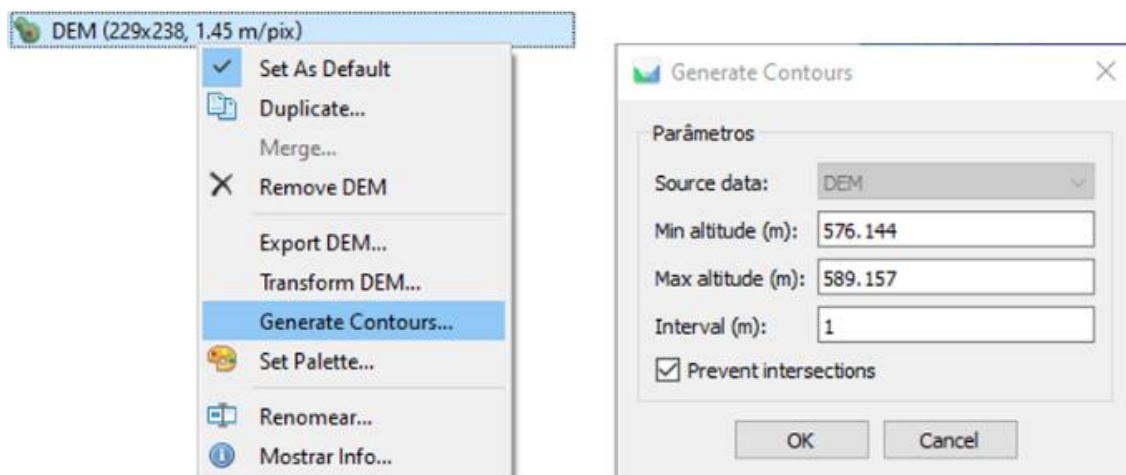 DEM (229x238, 1.45 m/pix)
Set As Default
Duplicate...
Merge...
Remove DEM
Export DEM...
Transform DEM...
Generate Contours...
Set Palette...
Renomear...
Mostrar Info...
Generate Contours
Parâmetros
Source data: DEM
Min altitude (m): 576.144
Max altitude (m): 589.157
Interval (m): 1
Prevent intersections
OK Cancel